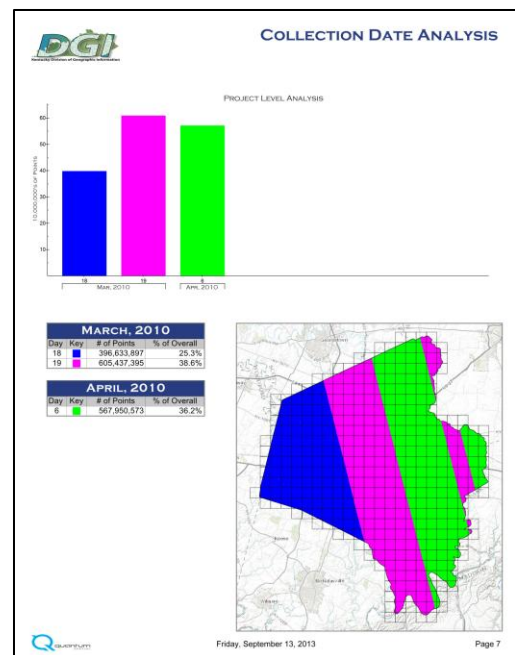 DGI
Kentucky Division of Geographic Information
COLLECTION DATE ANALYSIS
PROJECT LEVEL ANALYSIS
10,000,000's of Points
60
50
40
30
20
10
18 19 6
MAR, 2010 APR, 2010
MARCH, 2010
Day Key # of Points % of Overall
18 396,633,897 25.3%
19 605,437,395 38.6%
APRIL, 2010
Day Key # of Points % of Overall
6 567,950,573 36.2%
Quantum
Friday, September 13, 2013
Page 7